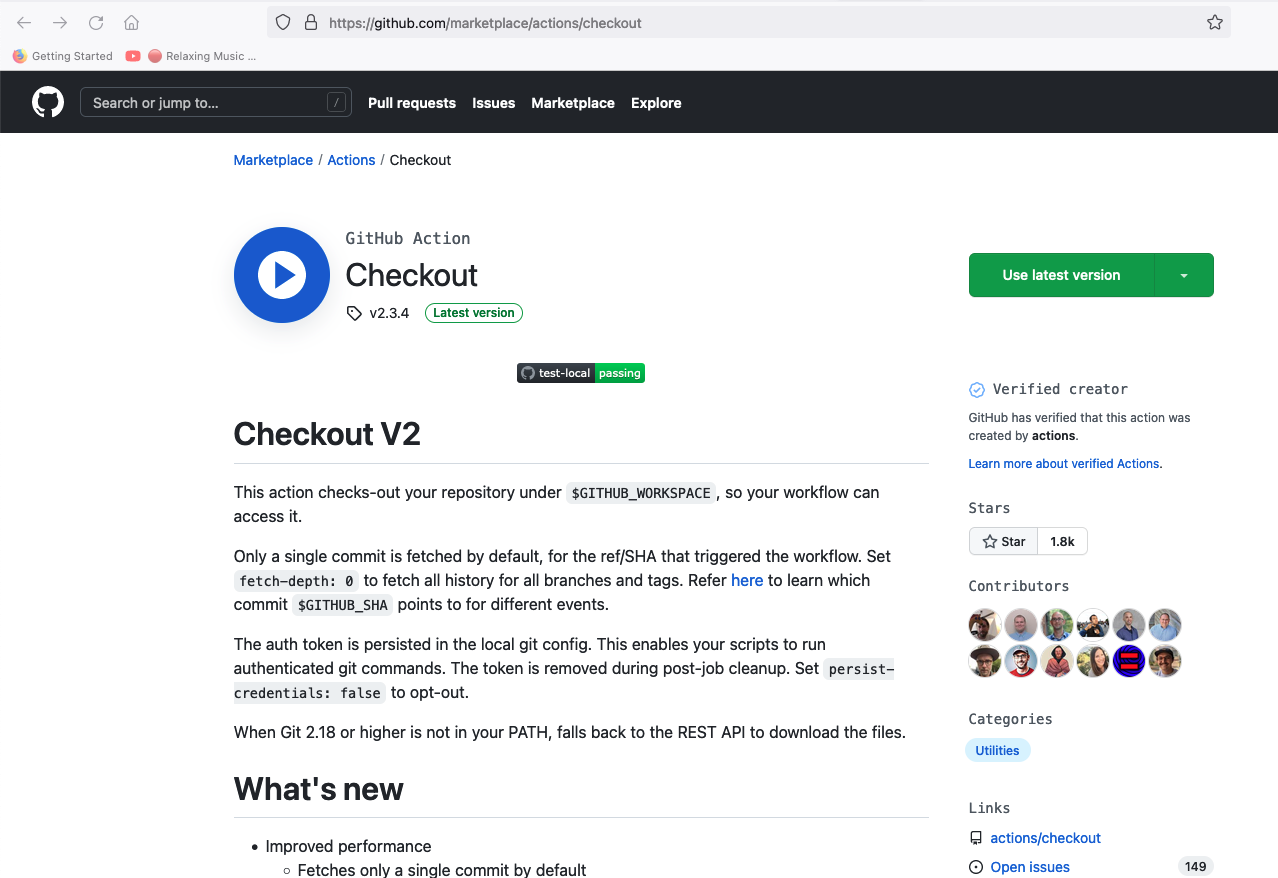 https://github.com/marketplace/actions/checkout
Getting Started
Relaxing Music ...
Search or jump to...
/
Pull requests
Issues
Marketplace
Explore
Marketplace / Actions / Checkout
GitHub Action
Checkout
v2.3.4
Latest version
Use latest version
test-local passing
Checkout V2
This action checks-out your repository under $GITHUB_WORKSPACE, so your workflow can
access it.
Only a single commit is fetched by default, for the ref/SHA that triggered the workflow. Set
fetch-depth: 0 to fetch all history for all branches and tags. Refer here to learn which
commit $GITHUB_SHA points to for different events.
The auth token is persisted in the local git config. This enables your scripts to run
authenticated git commands. The token is removed during post-job cleanup. Set persist-
credentials: false to opt-out.
When Git 2.18 or higher is not in your PATH, falls back to the REST API to download the files.
What's new
• Improved performance
◦ Fetches only a single commit by default
Verified creator
GitHub has verified that this action was
created by actions.
Learn more about verified Actions.
Stars
Star 1.8k
Contributors
Categories
Utilities
Links
actions/checkout
Open issues 149